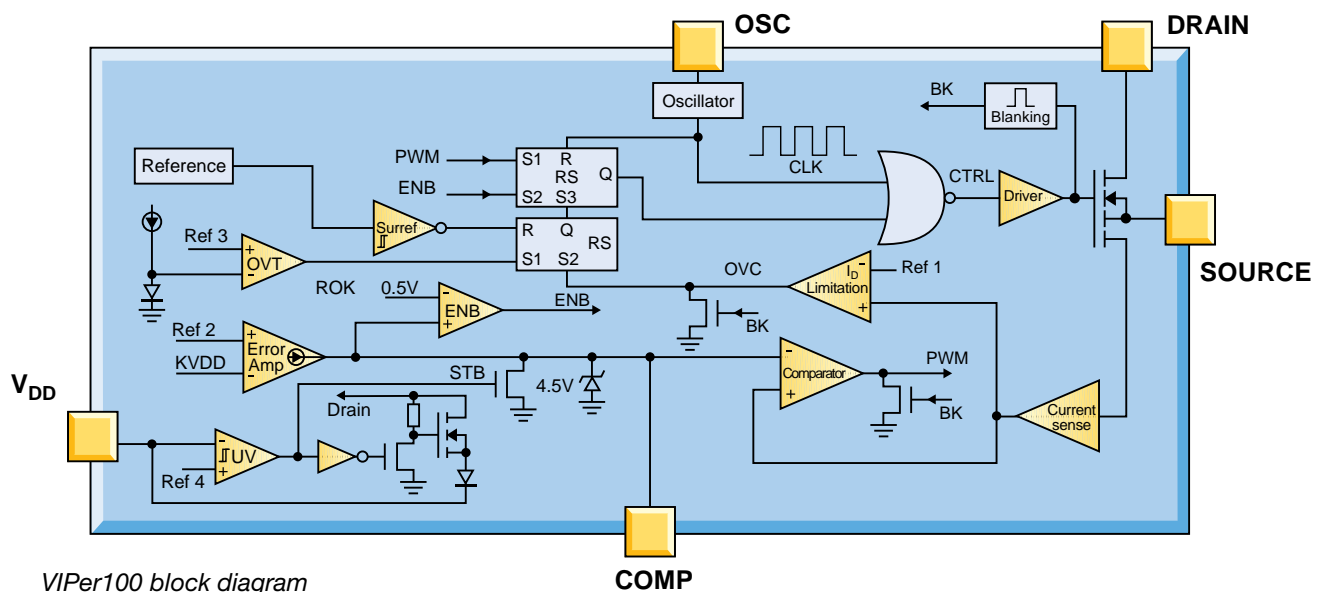 OSC
DRAIN
BK
Oscillator
Blanking
PWM
S1
R
RS
Q
CLK
Reference
CTRL
ENB
S2
S3
Driver
Surref
R
Q
RS
Ref 3
+
OVT
-
S1
S2
OVC
-
I_D
Limitation
+
Ref 1
SOURCE
ROK
0.5V
-
ENB
+
ENB
BK
Ref 2
+
Error
Amp
-
KVDD
-
Comparator
+
PWM
STB
4.5V
V_DD
Drain
BK
Current
sense
-
UV
+
Ref 4
COMP
VIPer100 block diagram